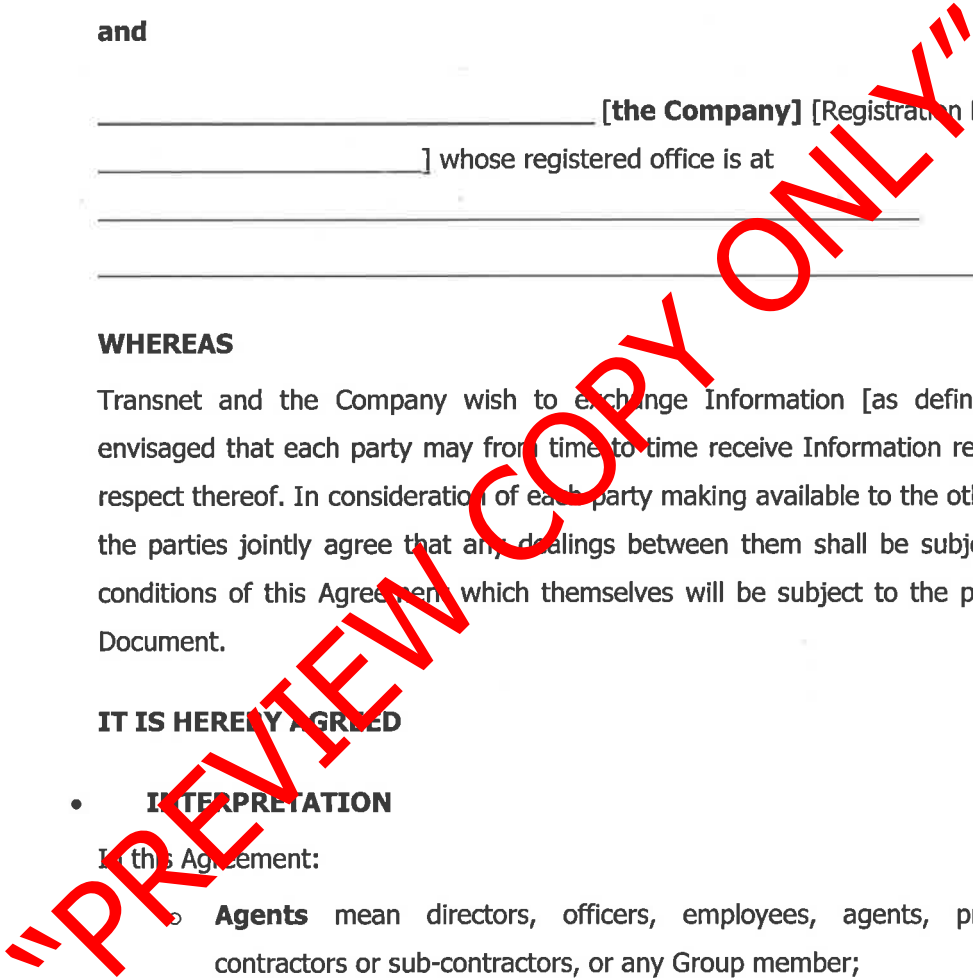 and
[the Company] [Registration
] whose registered office is at
WHEREAS
Transnet and the Company wish to exchange Information [as defin
envisaged that each party may from time to time receive Information re
respect thereof. In consideration of each party making available to the oth
the parties jointly agree that any dealings between them shall be subje
conditions of this Agreement which themselves will be subject to the p
Document.
IT IS HEREBY AGREED
• INTERPRETATION
In this Agreement:
o Agents mean directors, officers, employees, agents, pr
contractors or sub-contractors, or any Group member;
"PREVIEW COPY ONLY"